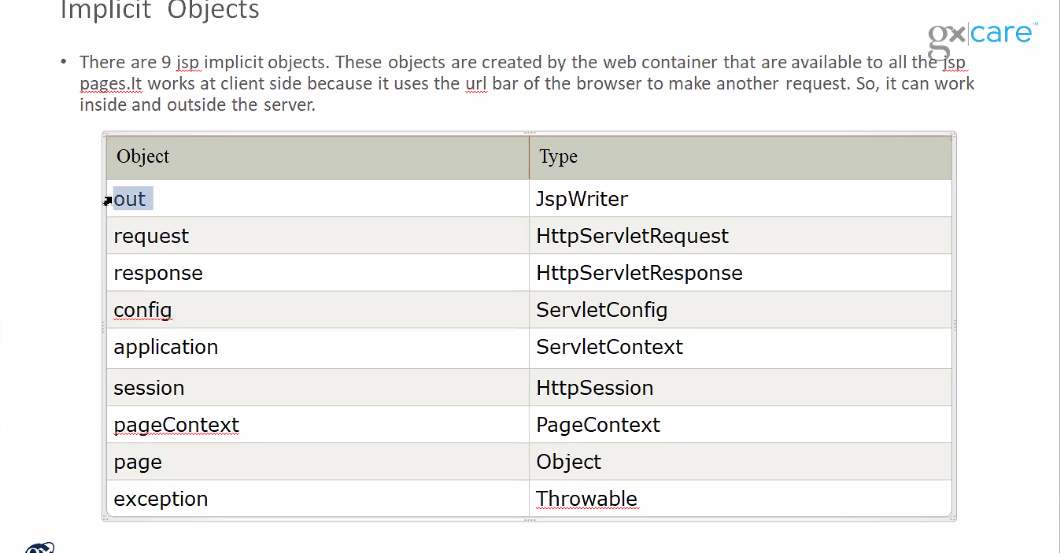 Implicit Objects
gx|care™
• There are 9 jsp implicit objects. These objects are created by the web container that are available to all the jsp
pages.It works at client side because it uses the url bar of the browser to make another request. So, it can work
inside and outside the server.
Object Type
out JspWriter
request HttpServletRequest
response HttpServletResponse
config ServletConfig
application ServletContext
session HttpSession
pageContext PageContext
page Object
exception Throwable